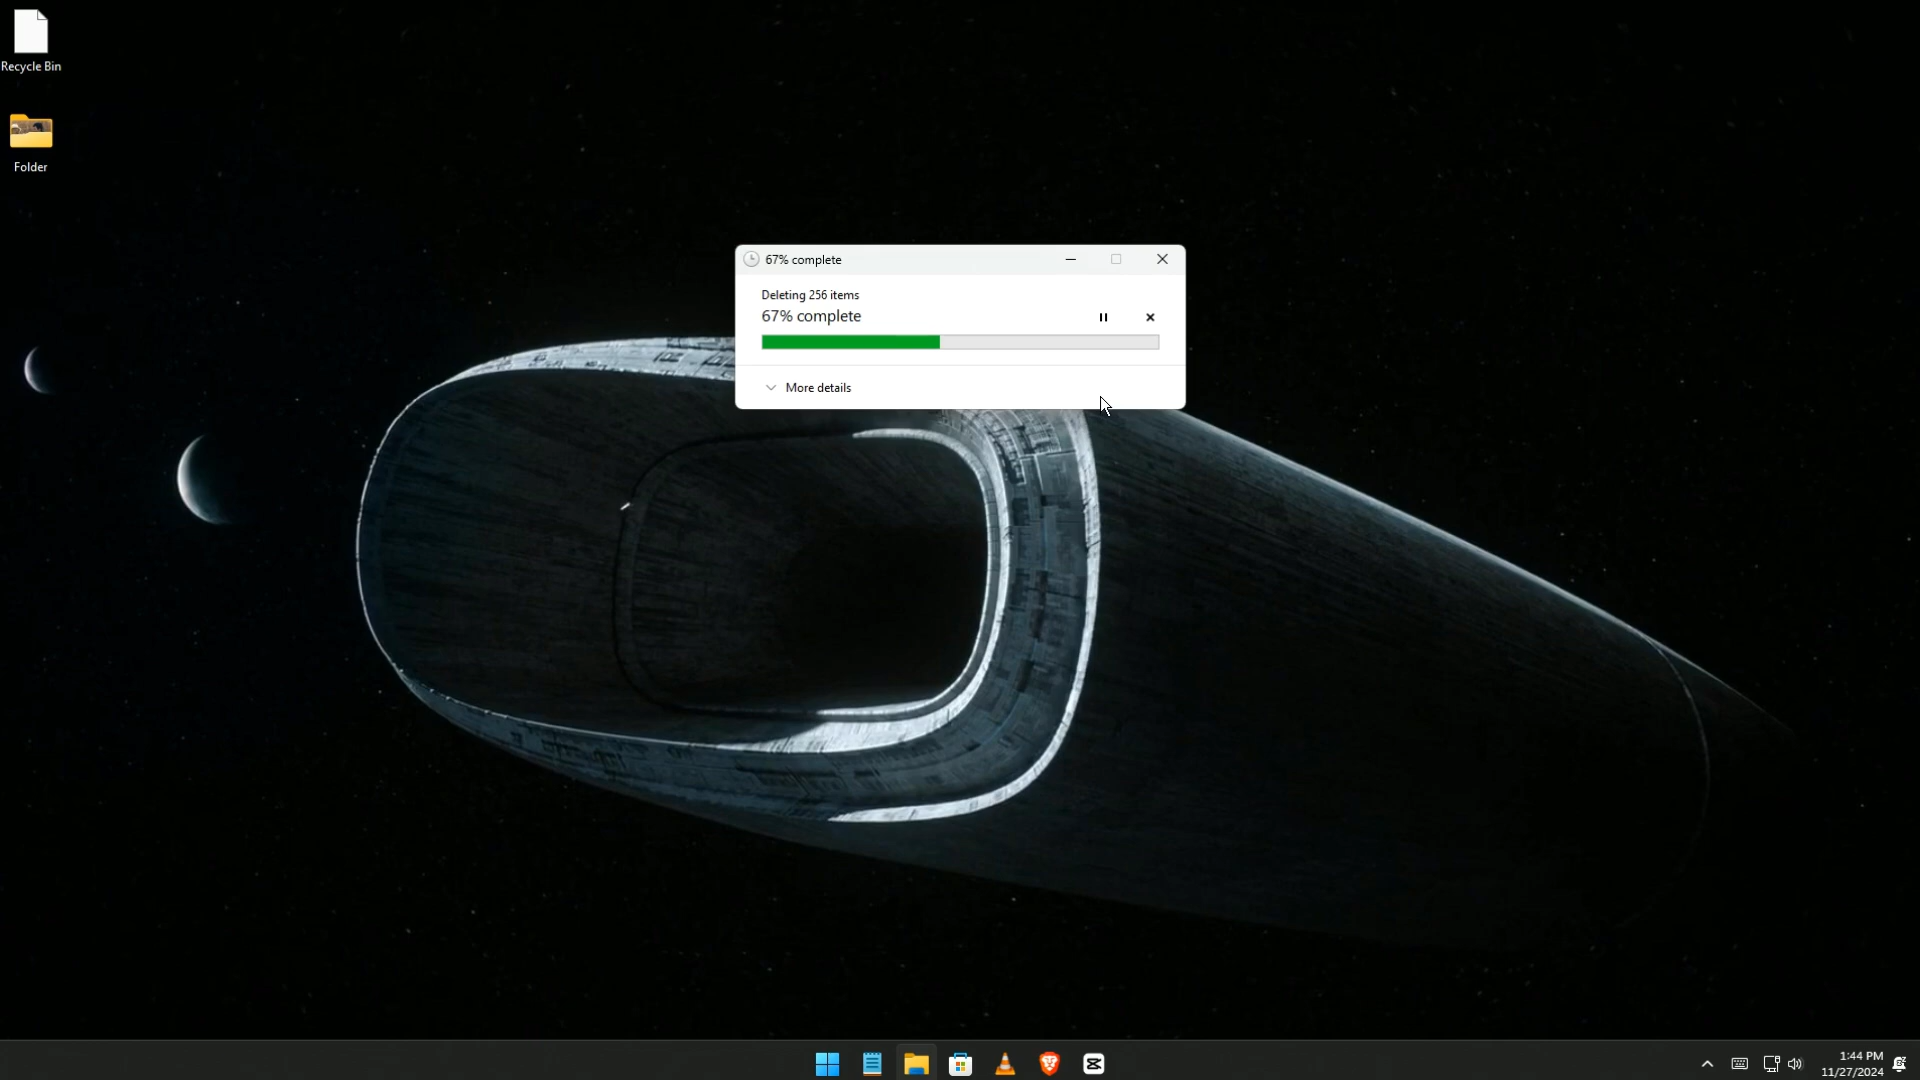 Recycle Bin
Folder
67% complete
Deleting 256 items
67% complete
More details
1:44 PM
11/27/2024